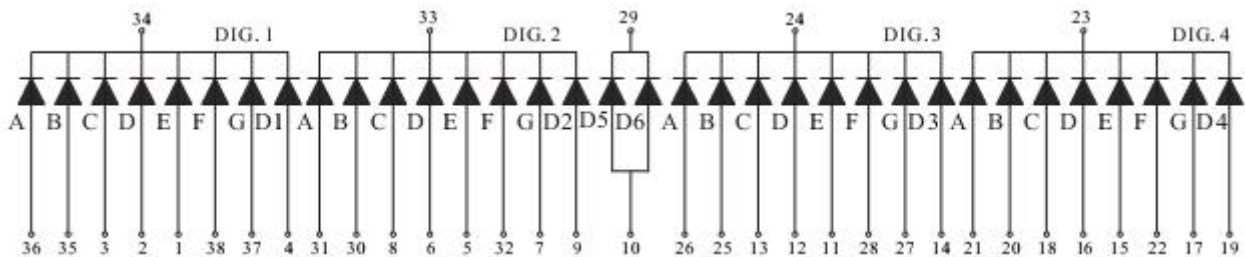 34 33 29 24 23
DIG.1 DIG.2 DIG.3 DIG.4
A B C D E F G D1 A B C D E F G D2 D5 D6 A B C D E F G D3 A B C D E F G D4
36 35 3 2 1 38 37 4 31 30 8 6 5 32 7 9 10 26 25 13 12 11 28 27 14 21 20 18 16 15 22 17 19